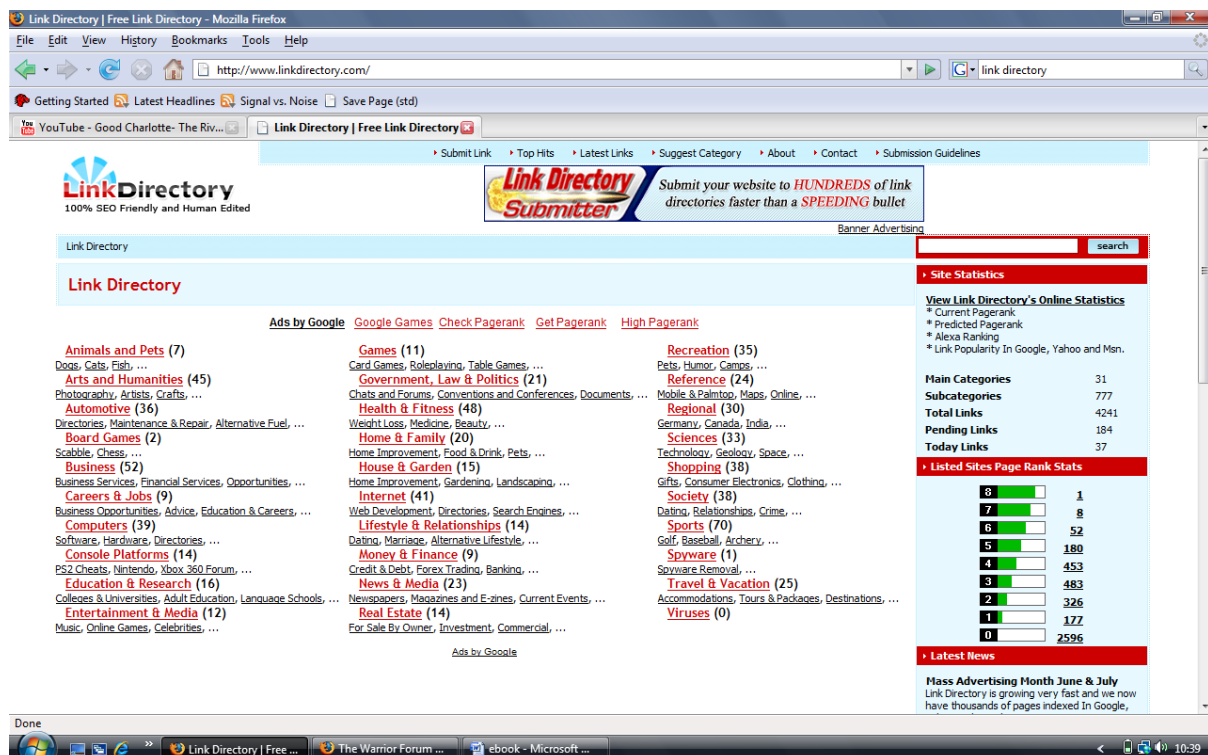 Link Directory | Free Link Directory - Mozilla Firefox
File Edit View History Bookmarks Tools Help
http://www.linkdirectory.com/
G link directory
Getting Started Latest Headlines Signal vs. Noise Save Page (std)
You Tube YouTube - Good Charlotte- The Riv... Link Directory | Free Link Directory
Submit Link Top Hits Latest Links Suggest Category About Contact Submission Guidelines
LinkDirectory
100% SEO Friendly and Human Edited
Link Directory Submitter
Submit your website to HUNDREDS of link
directories faster than a SPEEDING bullet
Banner Advertising
Link Directory
search
Link Directory
Ads by Google Google Games Check Pagerank Get Pagerank High Pagerank
Animals and Pets (7)
Dogs, Cats, Fish, ...
Arts and Humanities (45)
Photography, Artists, Crafts, ...
Automotive (36)
Directories, Maintenance & Repair, Alternative Fuel, ...
Board Games (2)
Scabble, Chess, ...
Business (52)
Business Services, Financial Services, Opportunities, ...
Careers & Jobs (9)
Business Opportunities, Advice, Education & Careers, ...
Computers (39)
Software, Hardware, Directories, ...
Console Platforms (14)
PS2 Cheats, Nintendo, Xbox 360 Forum, ...
Education & Research (16)
Colleges & Universities, Adult Education, Language Schools, ...
Entertainment & Media (12)
Music, Online Games, Celebrities, ...
Games (11)
Card Games, Roleplaying, Table Games, ...
Government, Law & Politics (21)
Chats and Forums, Conventions and Conferences, Documents, ...
Health & Fitness (48)
Weight Loss, Medicine, Beauty, ...
Home & Family (20)
Home Improvement, Food & Drink, Pets, ...
House & Garden (15)
Home Improvement, Gardening, Landscaping, ...
Internet (41)
Web Development, Directories, Search Engines, ...
Lifestyle & Relationships (14)
Dating, Marriage, Alternative Lifestyle, ...
Money & Finance (9)
Credit & Debt, Forex Trading, Banking, ...
News & Media (23)
Newspapers, Magazines and E-zines, Current Events, ...
Real Estate (14)
For Sale By Owner, Investment, Commercial, ...
Recreation (35)
Pets, Humor, Camps, ...
Reference (24)
Mobile & Palmtop, Maps, Online, ...
Regional (30)
Germany, Canada, India, ...
Sciences (33)
Technology, Geology, Space, ...
Shopping (38)
Gifts, Consumer Electronics, Clothing, ...
Society (38)
Dating, Relationships, Crime, ...
Sports (70)
Golf, Baseball, Archery, ...
Spyware (1)
Spyware Removal, ...
Travel & Vacation (25)
Accommodations, Tours & Packages, Destinations, ...
Viruses (0)
Ads by Google
Site Statistics
View Link Directory's Online Statistics
* Current Pagerank
* Predicted Pagerank
* Alexa Ranking
* Link Popularity In Google, Yahoo and Msn.
Main Categories 31
Subcategories 777
Total Links 4241
Pending Links 184
Today Links 37
Listed Sites Page Rank Stats
8 1
7 8
6 52
5 180
4 453
3 483
2 326
1 177
0 2596
Latest News
Mass Advertising Month June & July
Link Directory is growing very fast and we now
have thousands of pages indexed In Google,
Done
Link Directory | Free ... The Warrior Forum ... ebook - Microsoft ... 10:39